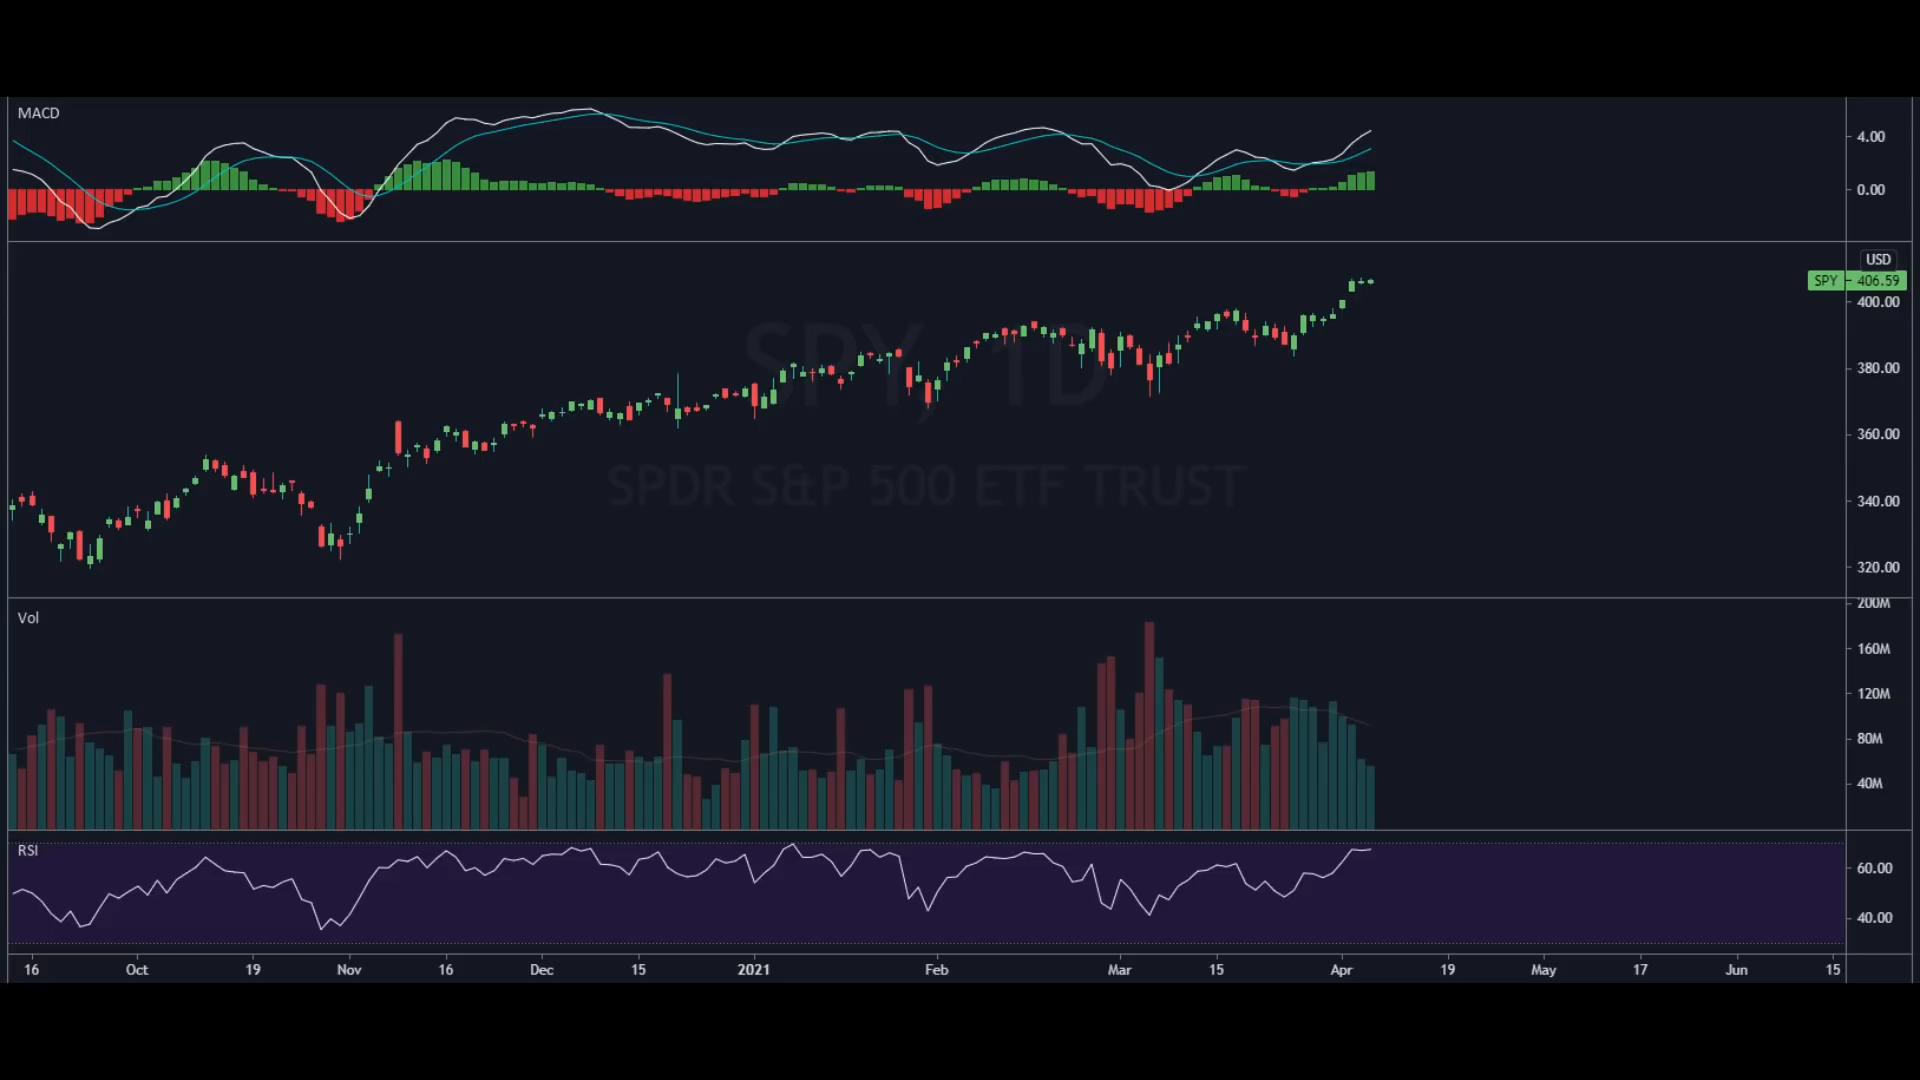 MACD
4.00
0.00
USD
SPY 406.59
400.00
SPY, 1D
380.00
360.00
SPDR S&P 500 ETF TRUST
340.00
320.00
Vol
200M
160M
120M
80M
40M
RSI
60.00
40.00
16 Oct 19 Nov 16 Dec 15 2021 Feb Mar 15 Apr 19 May 17 Jun 15